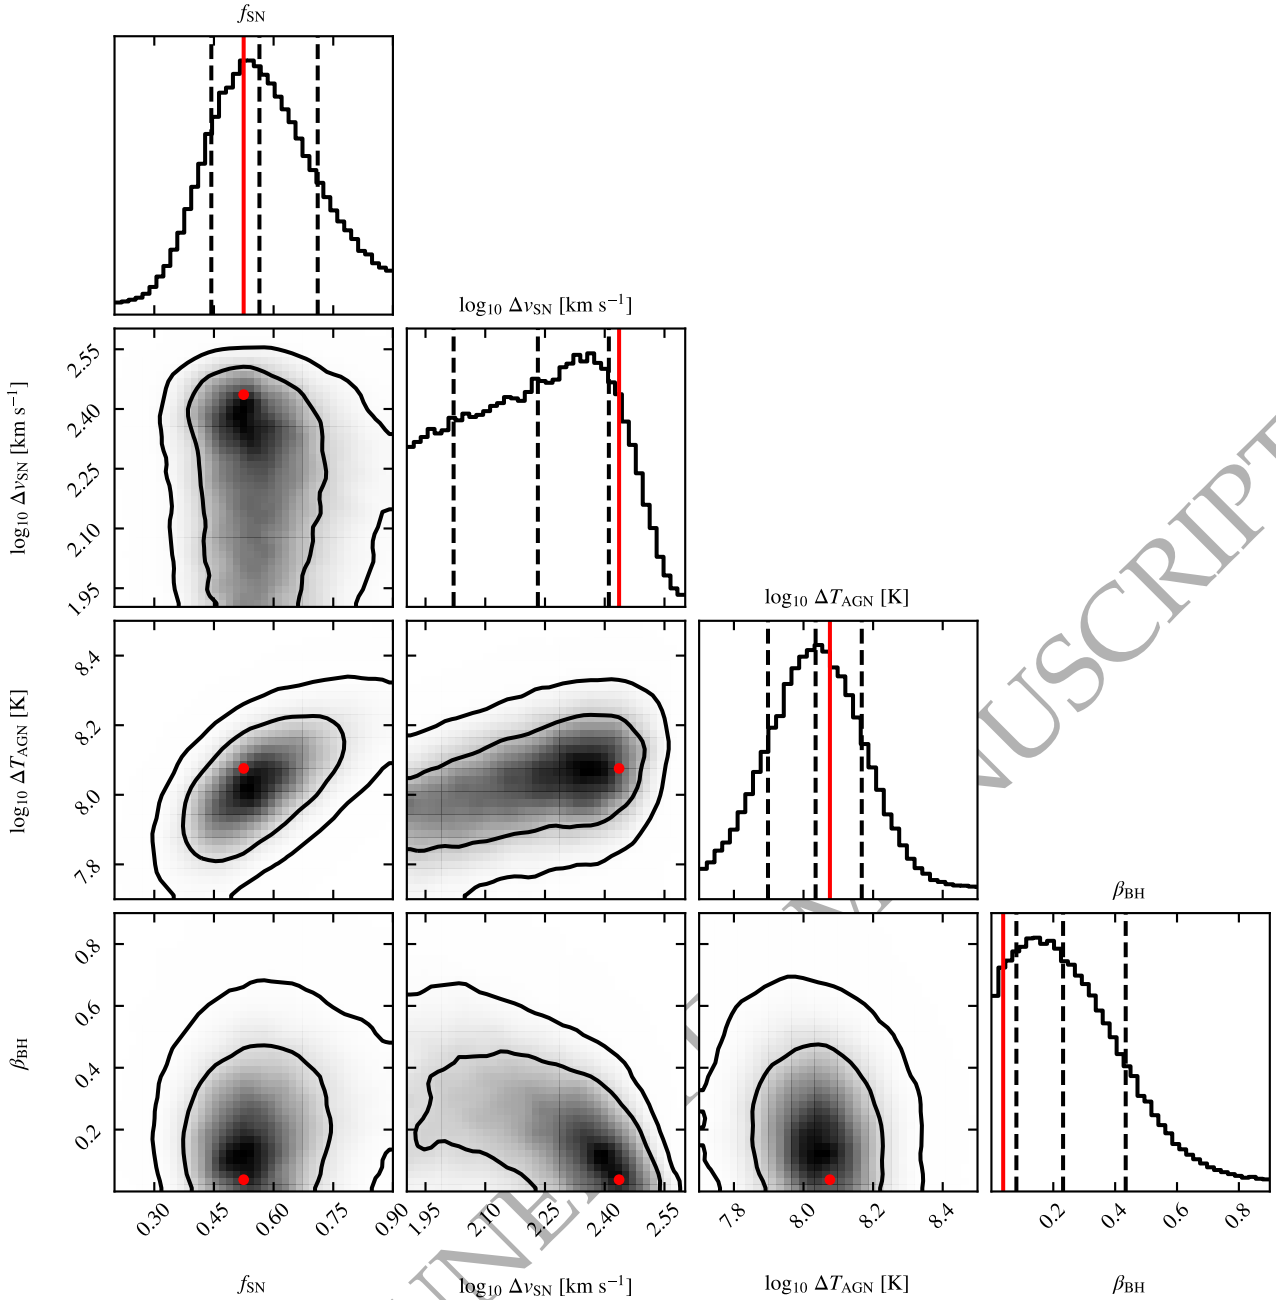 f_SN
log₁₀ Δv_SN [km s⁻¹]
2.55
2.40
2.25
2.10
1.95
log₁₀ Δv_SN [km s⁻¹]
log₁₀ ΔT_AGN [K]
8.4
8.2
8.0
7.8
log₁₀ ΔT_AGN [K]
β_BH
0.8
0.6
0.4
0.2
β_BH
0.30 0.45 0.60 0.75 0.90 1.95 2.10 2.25 2.40 2.55 7.8 8.0 8.2 8.4 0.2 0.4 0.6 0.8
f_SN log₁₀ Δv_SN [km s⁻¹] log₁₀ ΔT_AGN [K] β_BH